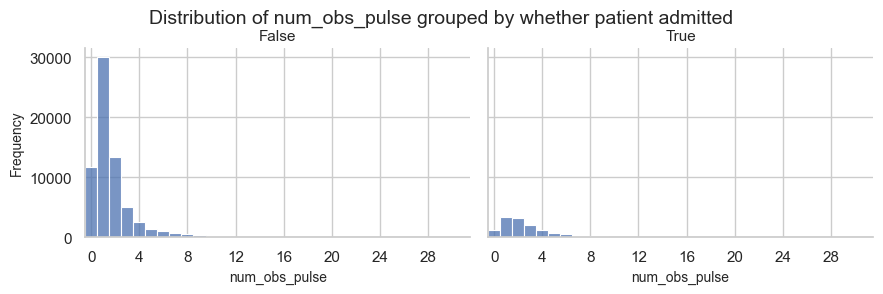 Distribution of num_obs_pulse grouped by whether patient admitted
False
True
Frequency
30000
20000
10000
0
0 4 8 12 16 20 24 28
0 4 8 12 16 20 24 28
num_obs_pulse
num_obs_pulse